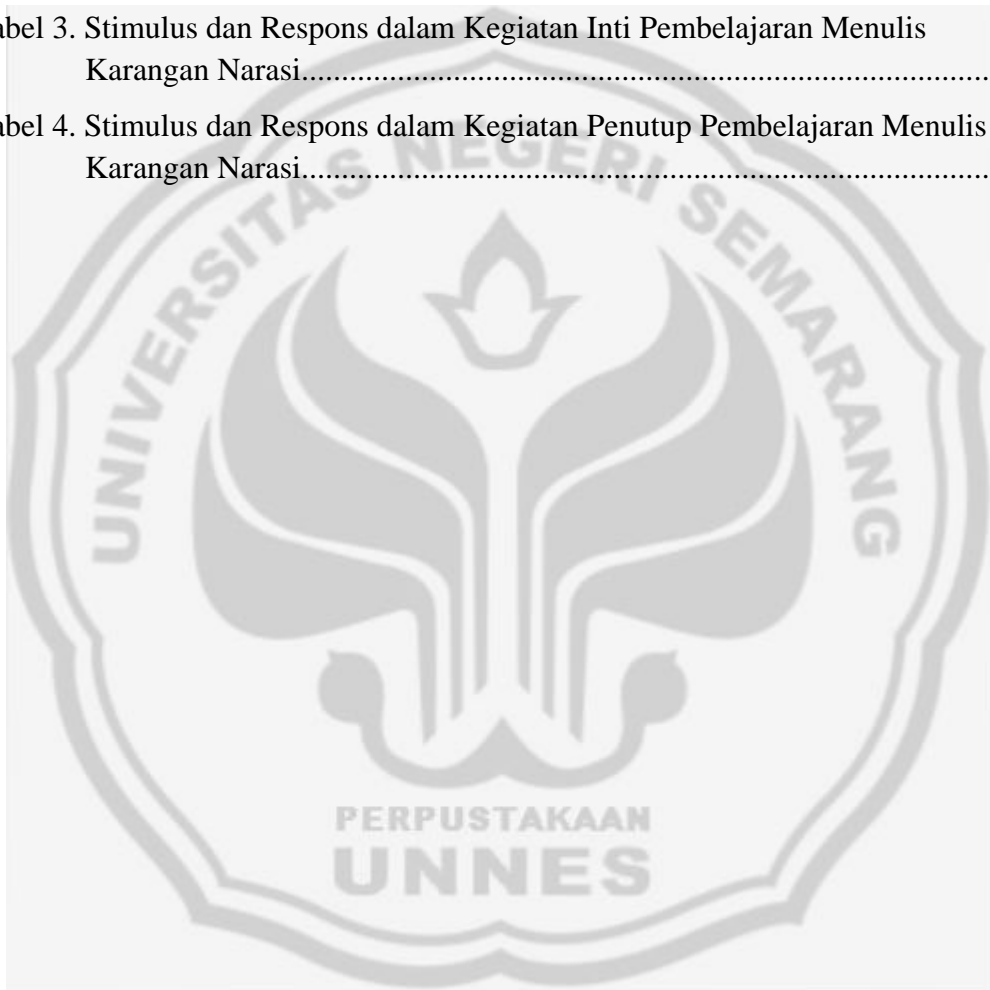 abel 3. Stimulus dan Respons dalam Kegiatan Inti Pembelajaran Menulis
Karangan Narasi.....................................................................................
abel 4. Stimulus dan Respons dalam Kegiatan Penutup Pembelajaran Menulis
Karangan Narasi.....................................................................................
UNIVERSITAS NEGERI SEMARANG
PERPUSTAKAAN
UNNES